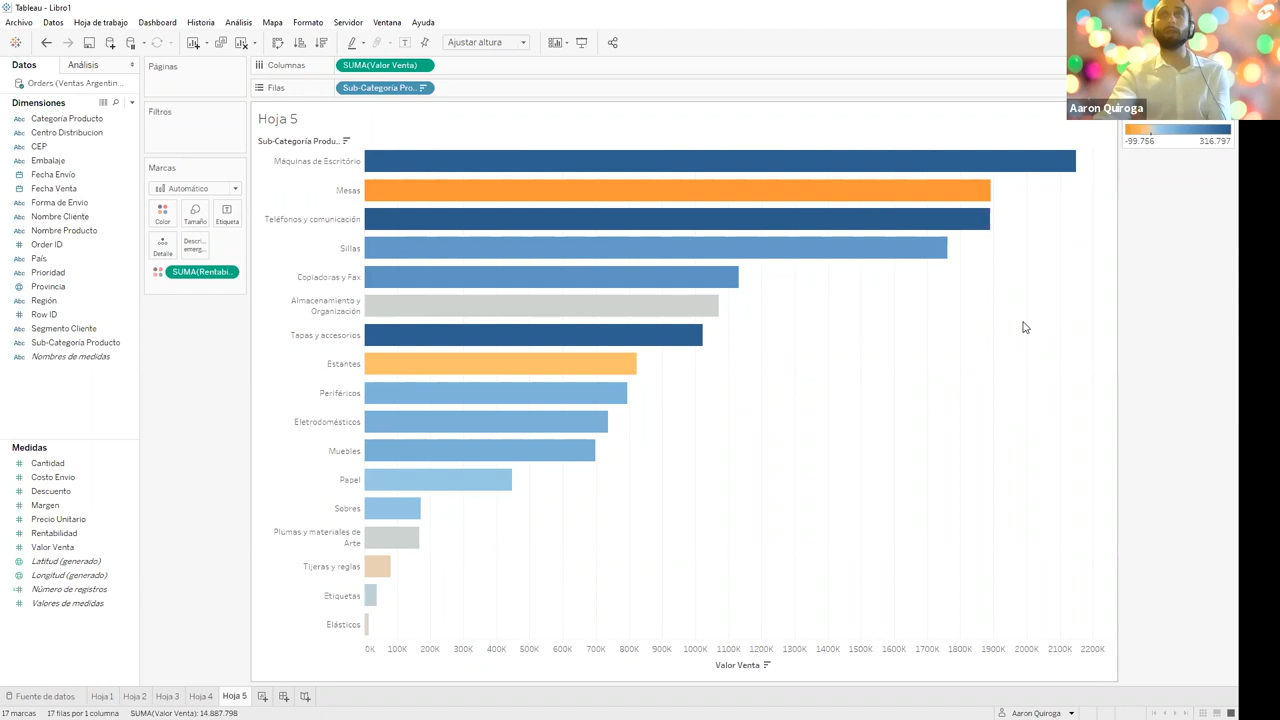 Tableau - Libro1
Archivo Datos Hoja de trabajo Dashboard Historia Análisis Mapa Formato Servidor Ventana Ayuda
Ajustar altura
Aaron Quiroga
Datos Análisis
Orders (Ventas Argentin...
Dimensiones
Categoría Producto
Centro Distribucion
CEP
Embalaje
Fecha Envío
Fecha Venta
Forma de Envio
Nombre Cliente
Nombre Producto
Order ID
País
Prioridad
Provincia
Región
Row ID
Segmento Cliente
Sub-Categoría Producto
Nombres de medidas
Medidas
Cantidad
Costo Envio
Descuento
Margen
Precio Unitario
Rentabilidad
Valor Venta
Latitud (generado)
Longitud (generado)
Número de registros
Valores de medidas
Páginas
Filtros
Marcas
Automático
Color Tamaño Etiqueta
Detalle Descri... emerg...
SUMA(Rentabi..
Columnas SUMA(Valor Venta)
Filas Sub-Categoría Pro..
Hoja 5
Sub-Categoría Produ..
Máquinas de Escritório
Mesas
Teléfonos y comunicación
Sillas
Copiadoras y Fax
Almacenamiento y
Organización
Tapas y accesorios
Estantes
Periféricos
Eletrodomésticos
Muebles
Papel
Sobres
Plumas y materiales de
Arte
Tijeras y reglas
Etiquetas
Elásticos
0K 100K 200K 300K 400K 500K 600K 700K 800K 900K 1000K 1100K 1200K 1300K 1400K 1500K 1600K 1700K 1800K 1900K 2000K 2100K 2200K
Valor Venta
-99.756 316.797
Fuente de datos Hoja 1 Hoja 2 Hoja 3 Hoja 4 Hoja 5
17 marcas 17 filas por 1 columna SUMA(Valor Venta): 14.887.798 Aaron Quiroga